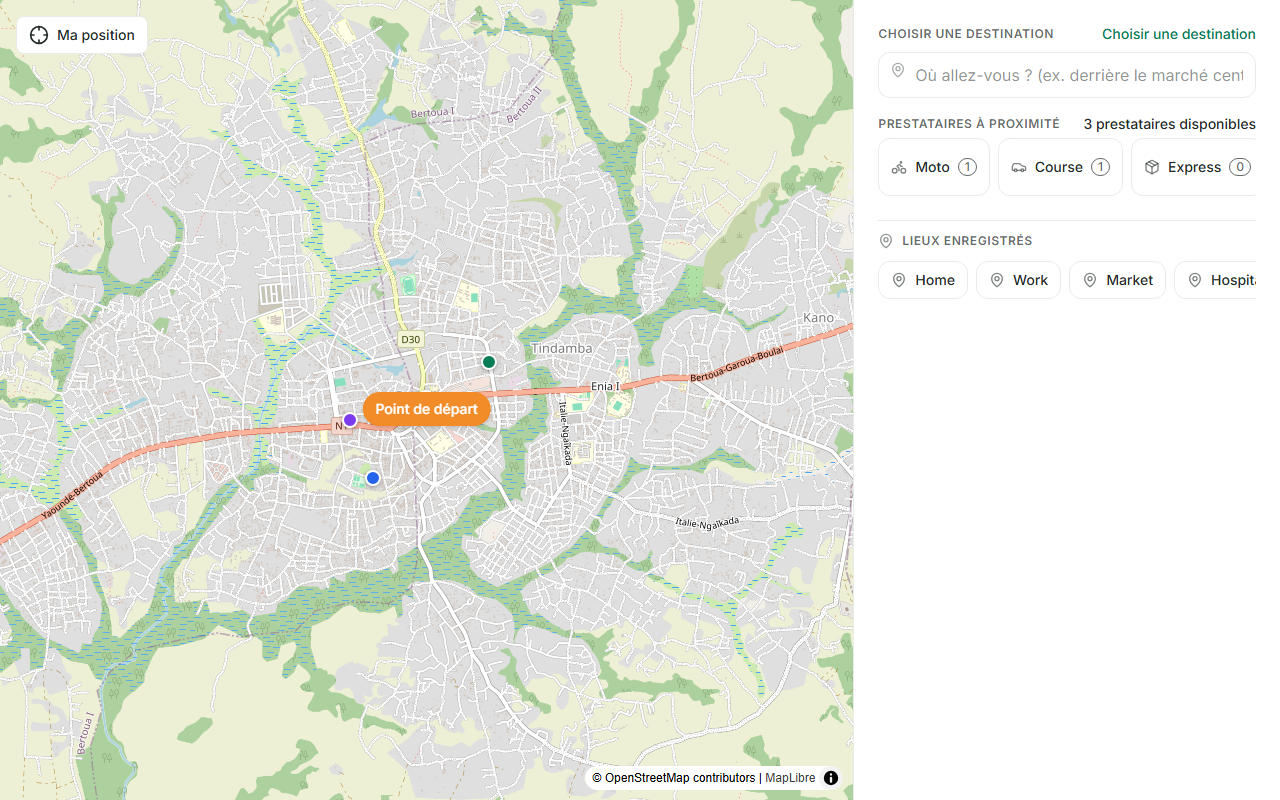 Ma position
Bertoua I
Bertoua II
D30
Tindamba
Kano
Bertoua-Garoua-Boulaï
Enia I
Point de départ
Italie-Ngaïkada
Yaoundé-Bertoua
Italie-Ngaïkada
Bertoua I
© OpenStreetMap contributors | MapLibre
CHOISIR UNE DESTINATION
Choisir une destination
Où allez-vous ? (ex. derrière le marché cent
PRESTATAIRES À PROXIMITÉ
3 prestataires disponibles
Moto 1
Course 1
Express 0
LIEUX ENREGISTRÉS
Home
Work
Market
Hospita